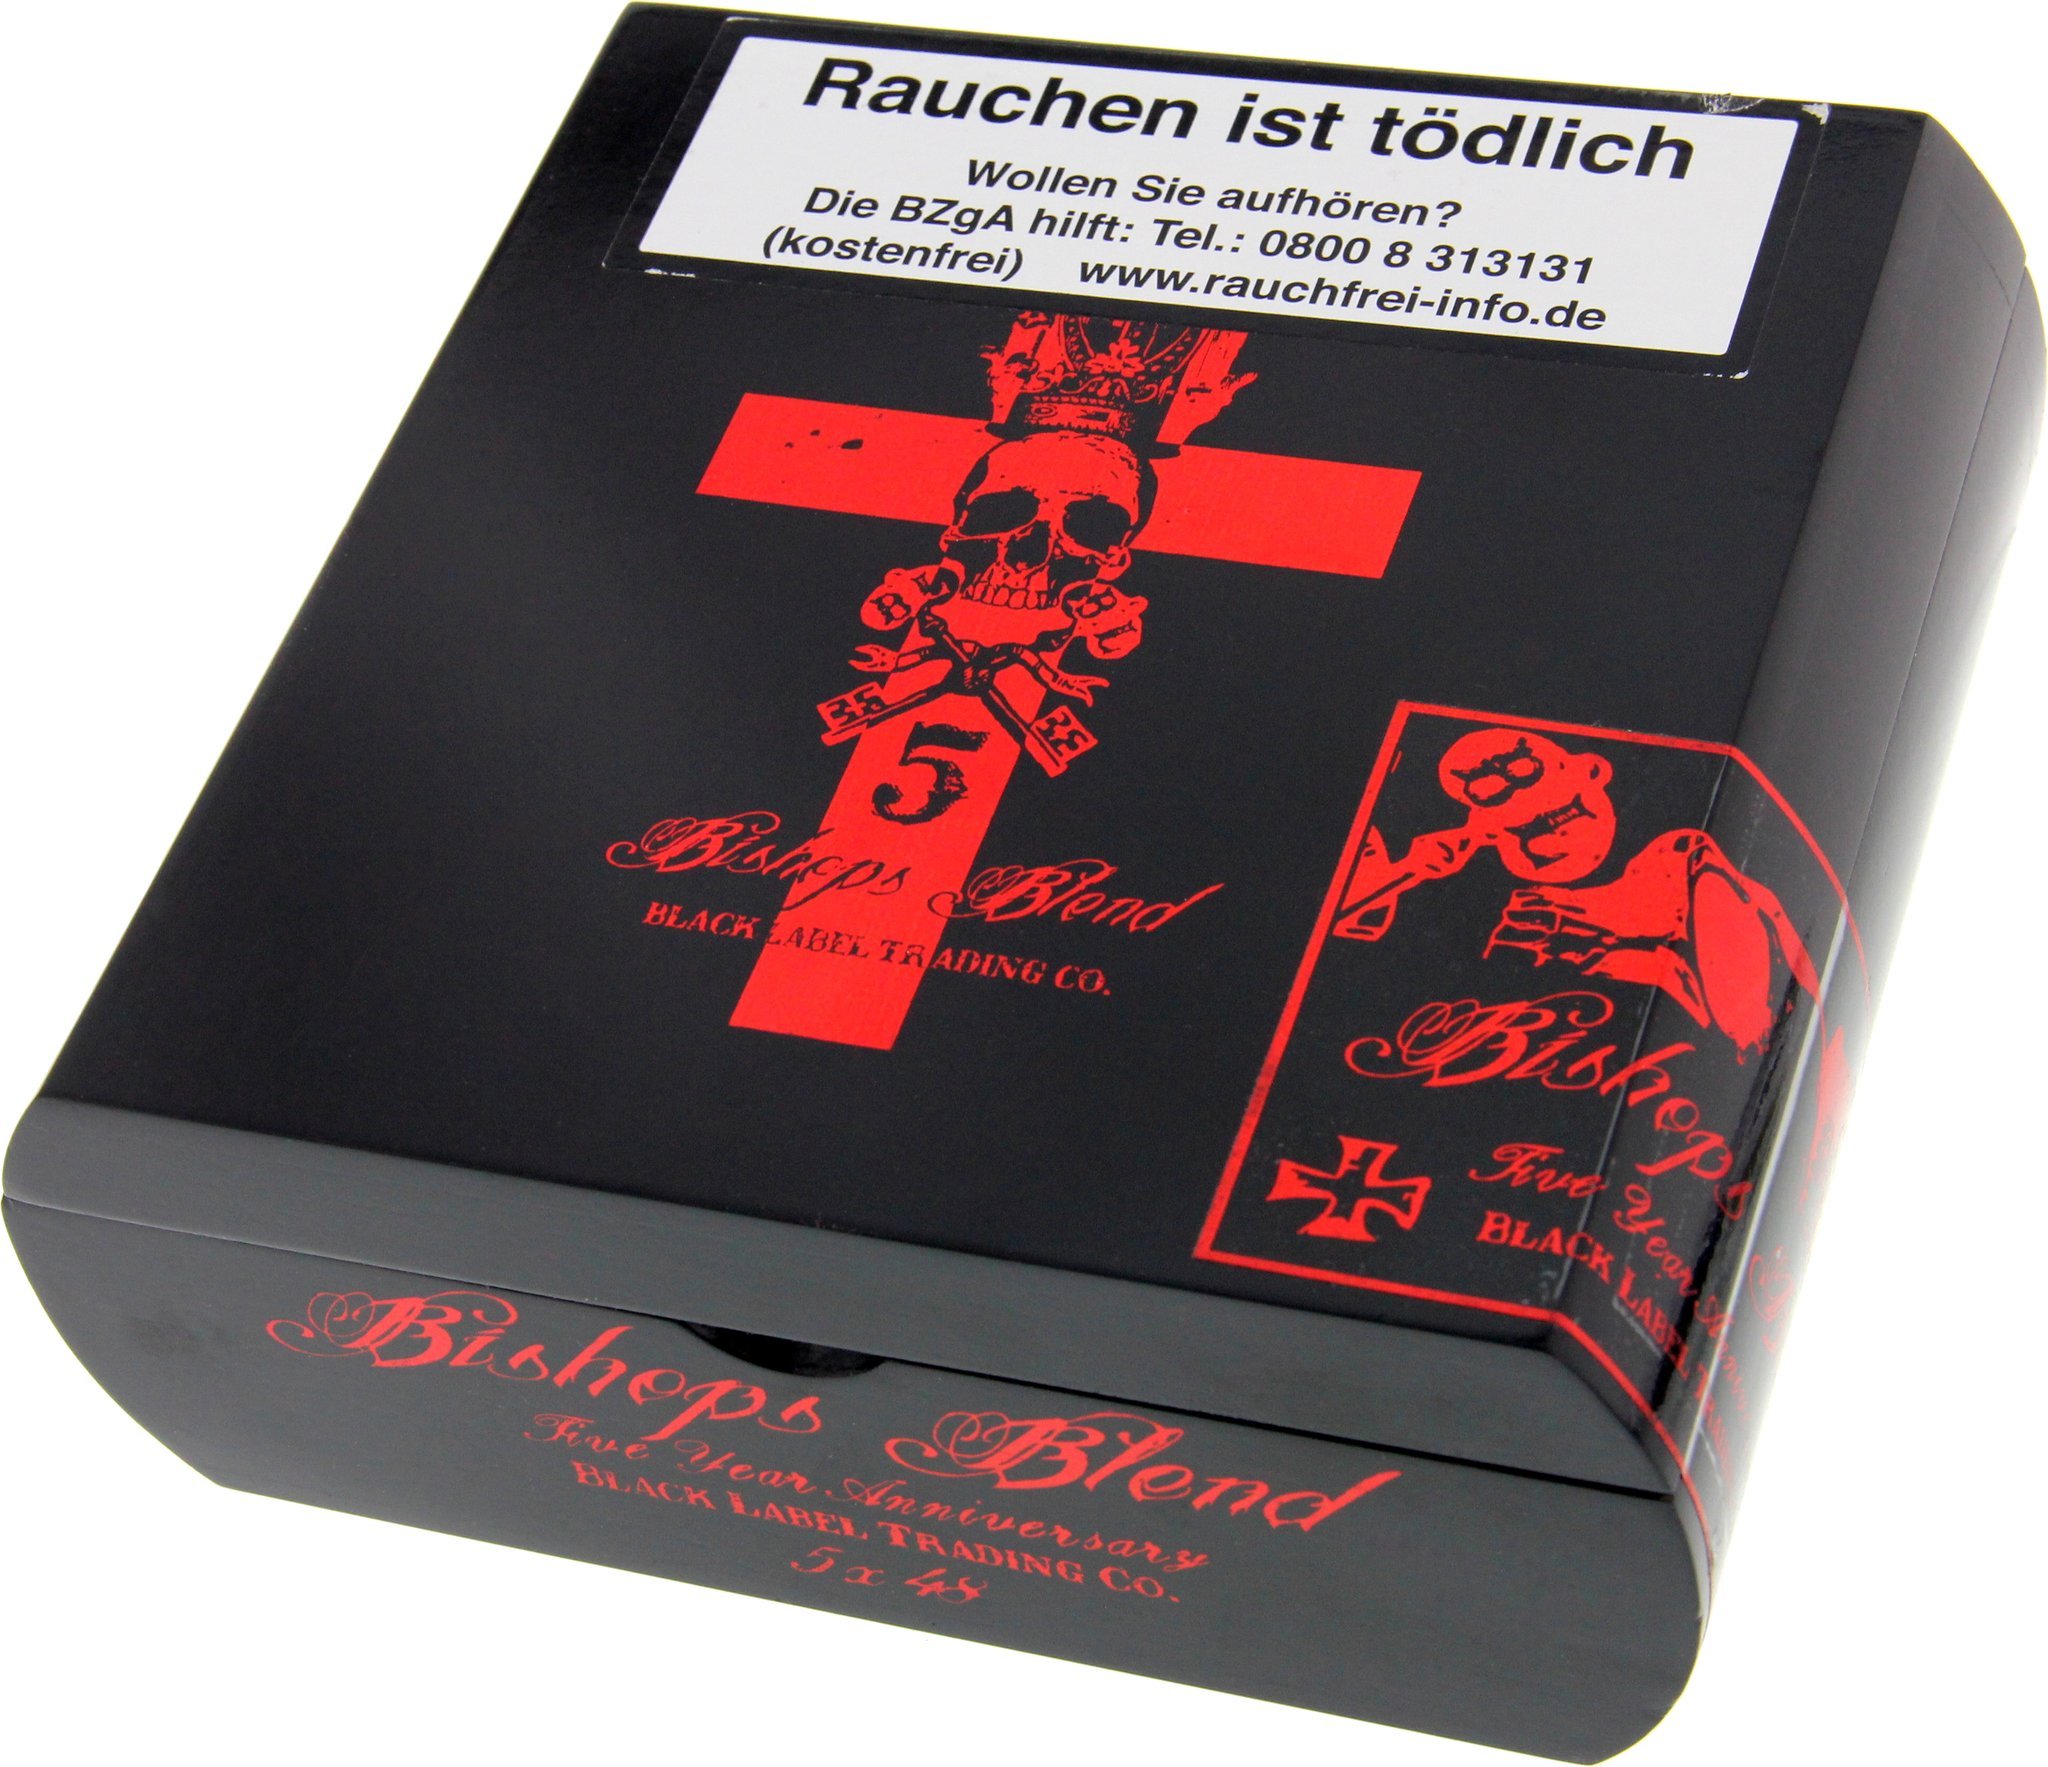 Rauchen ist tödlich
Wollen Sie aufhören?
Die BZgA hilft: Tel.: 0800 8 313131
(kostenfrei) www.rauchfrei-info.de
5
Bishops Blend
BLACK LABEL TRADING CO.
Bishops
Five Year
BLACK LABEL
Bishops Blend
Five Year Anniversary
BLACK LABEL TRADING CO.
5 x 48